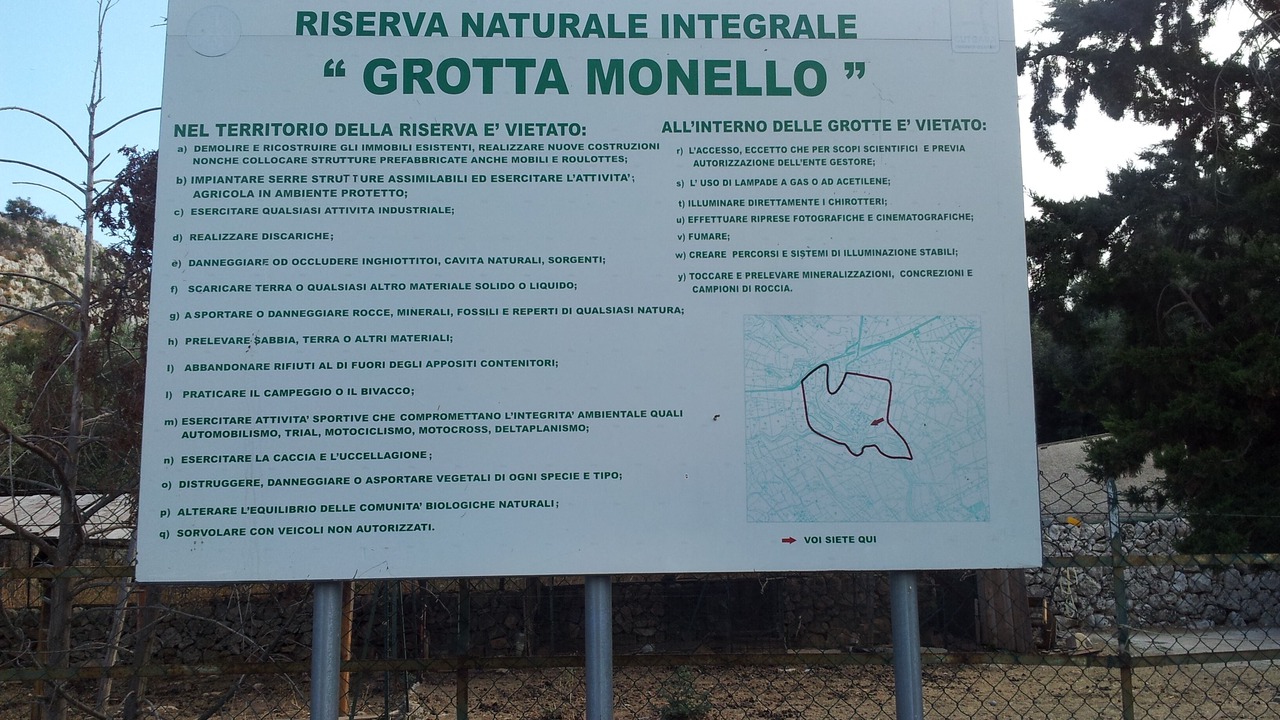 RISERVA NATURALE INTEGRALE
“ GROTTA MONELLO ”
NEL TERRITORIO DELLA RISERVA E’ VIETATO:
a) DEMOLIRE E RICOSTRUIRE GLI IMMOBILI ESISTENTI, REALIZZARE NUOVE COSTRUZIONI
NONCHE COLLOCARE STRUTTURE PREFABBRICATE ANCHE MOBILI E ROULOTTES;
b) IMPIANTARE SERRE STRUTTURE ASSIMILABILI ED ESERCITARE L’ATTIVITA’;
AGRICOLA IN AMBIENTE PROTETTO;
c) ESERCITARE QUALSIASI ATTIVITA INDUSTRIALE;
d) REALIZZARE DISCARICHE;
e) DANNEGGIARE OD OCCLUDERE INGHIOTTITOI, CAVITA NATURALI, SORGENTI;
f) SCARICARE TERRA O QUALSIASI ALTRO MATERIALE SOLIDO O LIQUIDO;
g) ASPORTARE O DANNEGGIARE ROCCE, MINERALI, FOSSILI E REPERTI DI QUALSIASI NATURA;
h) PRELEVARE SABBIA, TERRA O ALTRI MATERIALI;
I) ABBANDONARE RIFIUTI AL DI FUORI DEGLI APPOSITI CONTENITORI;
l) PRATICARE IL CAMPEGGIO O IL BIVACCO;
m) ESERCITARE ATTIVITA’ SPORTIVE CHE COMPROMETTANO L’INTEGRITA’ AMBIENTALE QUALI
AUTOMOBILISMO, TRIAL, MOTOCICLISMO, MOTOCROSS, DELTAPLANISMO;
n) ESERCITARE LA CACCIA E L’UCCELLAGIONE;
o) DISTRUGGERE, DANNEGGIARE O ASPORTARE VEGETALI DI OGNI SPECIE E TIPO;
p) ALTERARE L’EQUILIBRIO DELLE COMUNITA’ BIOLOGICHE NATURALI;
q) SORVOLARE CON VEICOLI NON AUTORIZZATI.
ALL’INTERNO DELLE GROTTE E’ VIETATO:
r) L’ACCESSO, ECCETTO CHE PER SCOPI SCIENTIFICI E PREVIA
AUTORIZZAZIONE DELL’ENTE GESTORE;
s) L’ USO DI LAMPADE A GAS O AD ACETILENE;
t) ILLUMINARE DIRETTAMENTE I CHIROTTERI;
u) EFFETTUARE RIPRESE FOTOGRAFICHE E CINEMATOGRAFICHE;
v) FUMARE;
w) CREARE PERCORSI E SISTEMI DI ILLUMINAZIONE STABILI;
y) TOCCARE E PRELEVARE MINERALIZZAZIONI, CONCREZIONI E
CAMPIONI DI ROCCIA.
VOI SIETE QUI